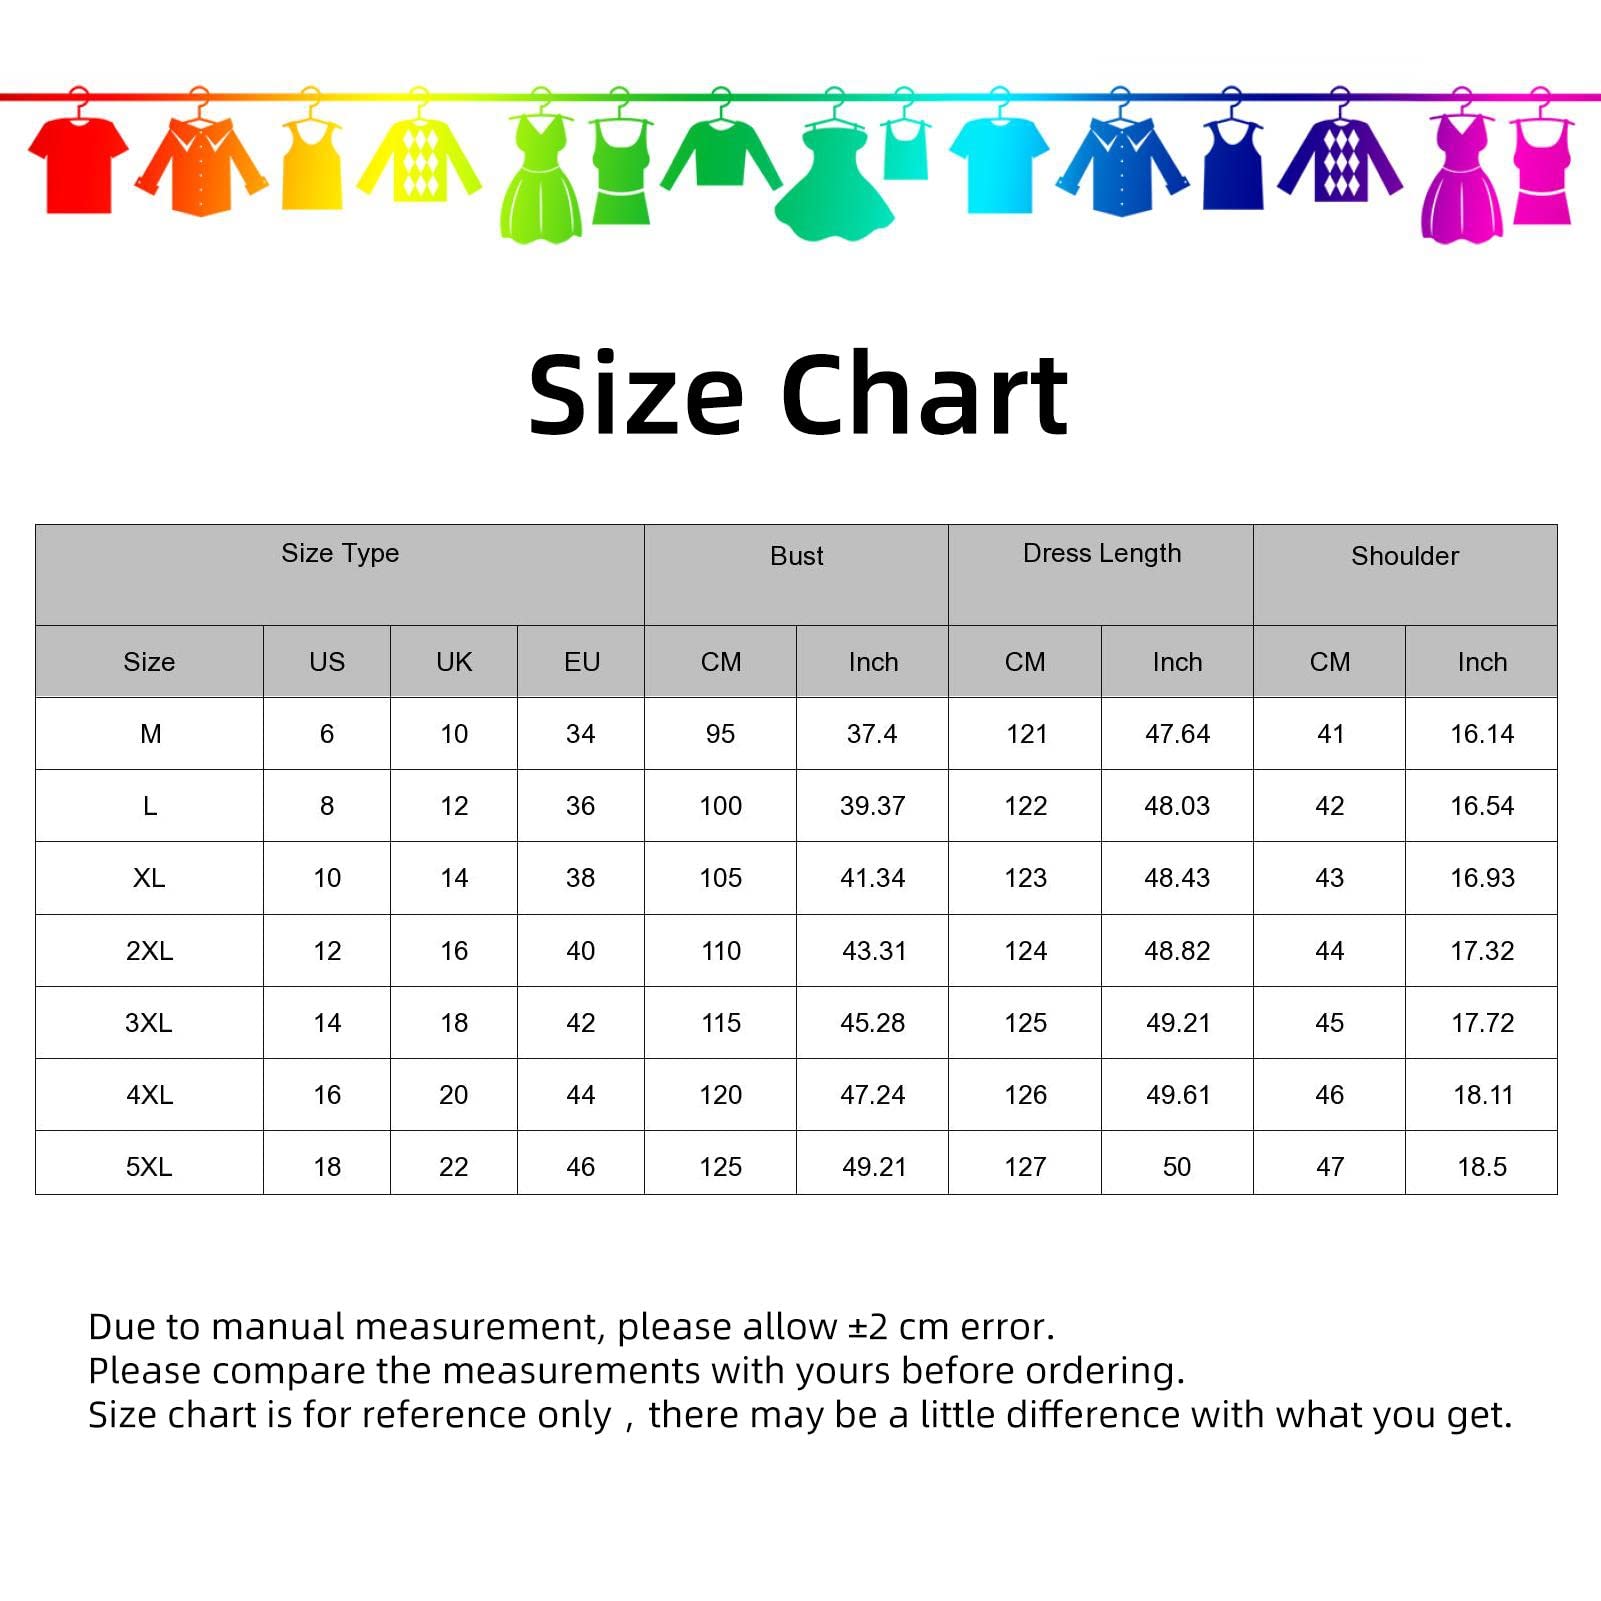 Size Chart
Size Type Bust Dress Length Shoulder
Size US UK EU CM Inch CM Inch CM Inch
M 6 10 34 95 37.4 121 47.64 41 16.14
L 8 12 36 100 39.37 122 48.03 42 16.54
XL 10 14 38 105 41.34 123 48.43 43 16.93
2XL 12 16 40 110 43.31 124 48.82 44 17.32
3XL 14 18 42 115 45.28 125 49.21 45 17.72
4XL 16 20 44 120 47.24 126 49.61 46 18.11
5XL 18 22 46 125 49.21 127 50 47 18.5
Due to manual measurement, please allow ±2 cm error.
Please compare the measurements with yours before ordering.
Size chart is for reference only，there may be a little difference with what you get.